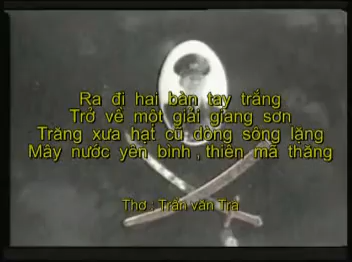 Ra đi hai bàn tay trắng
Trở về một giải giang sơn
Trăng xưa hạt cũ dòng sông lặng
Mây nước yên bình , thiên mã thăng
Thơ : Trần văn Trà